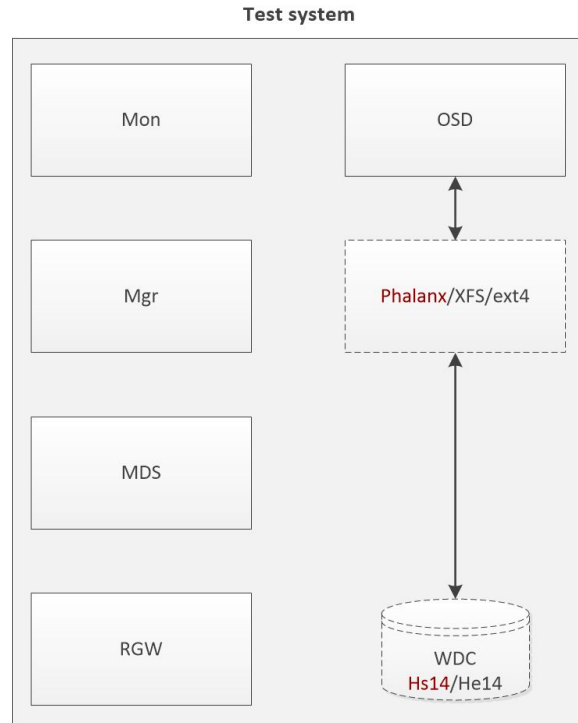 Test system
Mon
OSD
Mgr
Phalanx/XFS/ext4
MDS
RGW
WDC
Hs14/He14